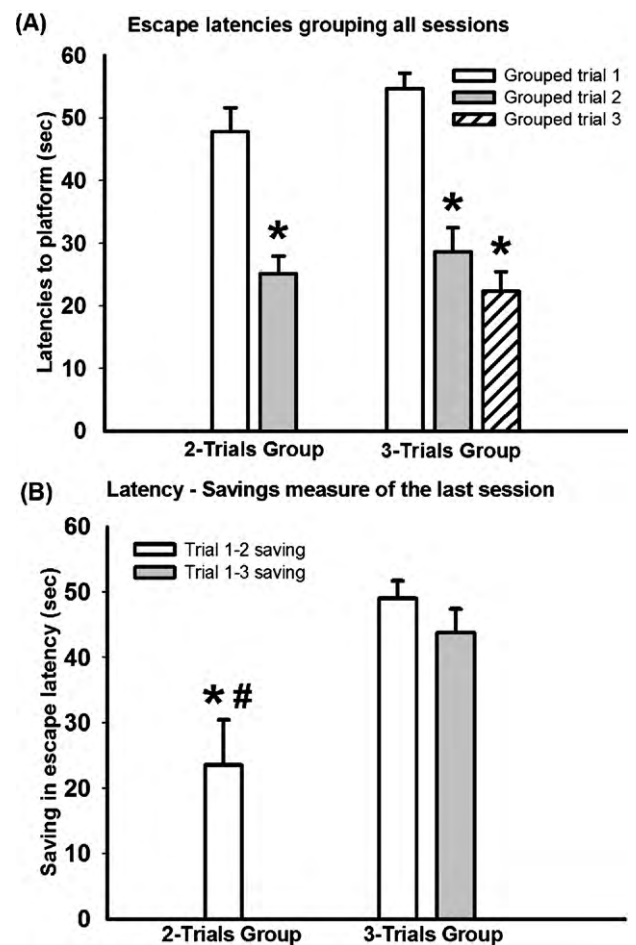 (A) Escape latencies grouping all sessions
Latencies to platform (sec)
60
50
40
30
20
10
0
Grouped trial 1
Grouped trial 2
Grouped trial 3
*
*
*
2-Trials Group 3-Trials Group
(B) Latency - Savings measure of the last session
Saving in escape latency (sec)
60
50
40
30
20
10
0
Trial 1-2 saving
Trial 1-3 saving
* #
2-Trials Group 3-Trials Group